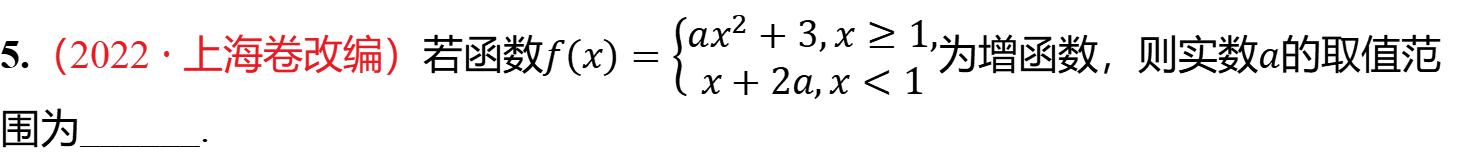 5.（2022·上海卷改编）若函数f(x) = {ax² + 3, x ≥ 1, x + 2a, x < 1 为增函数，则实数a的取值范
围为______.